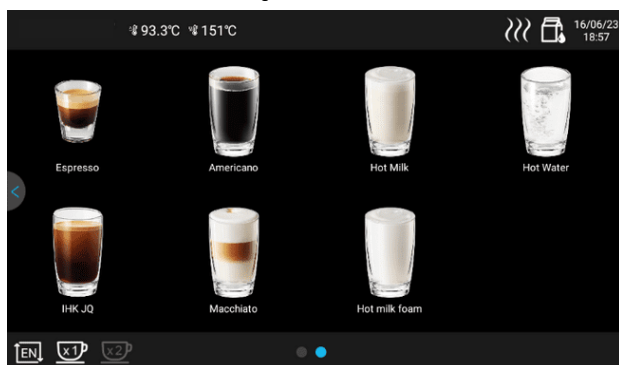 93.3℃ 151℃
16/06/23
18:57
Espresso
Americano
Hot Milk
Hot Water
IHK JQ
Macchiato
Hot milk foam
EN x1 x2